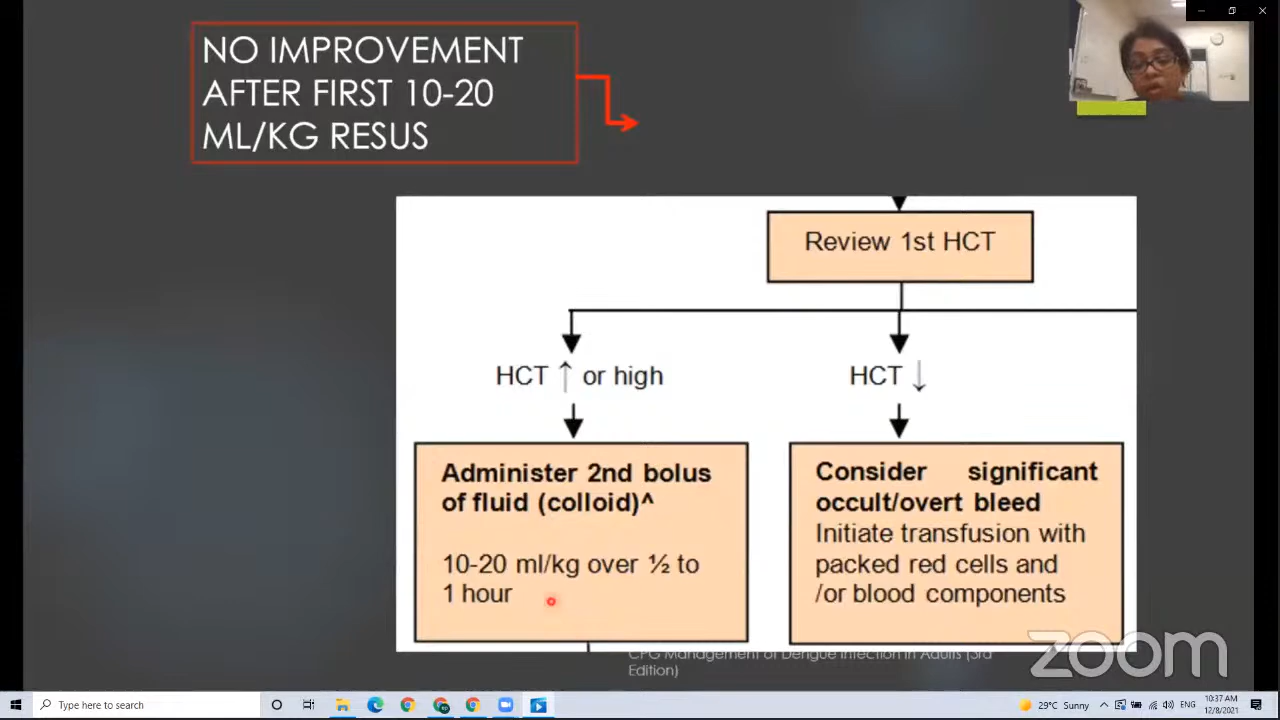 NO IMPROVEMENT
AFTER FIRST 10-20
ML/KG RESUS
Review 1st HCT
HCT ↑ or high
HCT ↓
Administer 2nd bolus
of fluid (colloid)^
10-20 ml/kg over ½ to
1 hour
Consider significant
occult/overt bleed
Initiate transfusion with
packed red cells and
/or blood components
CPG Management of Dengue Infection in Adults (3rd
Edition)
zoom
Type here to search
29°C Sunny
10:37 AM
12/8/2021